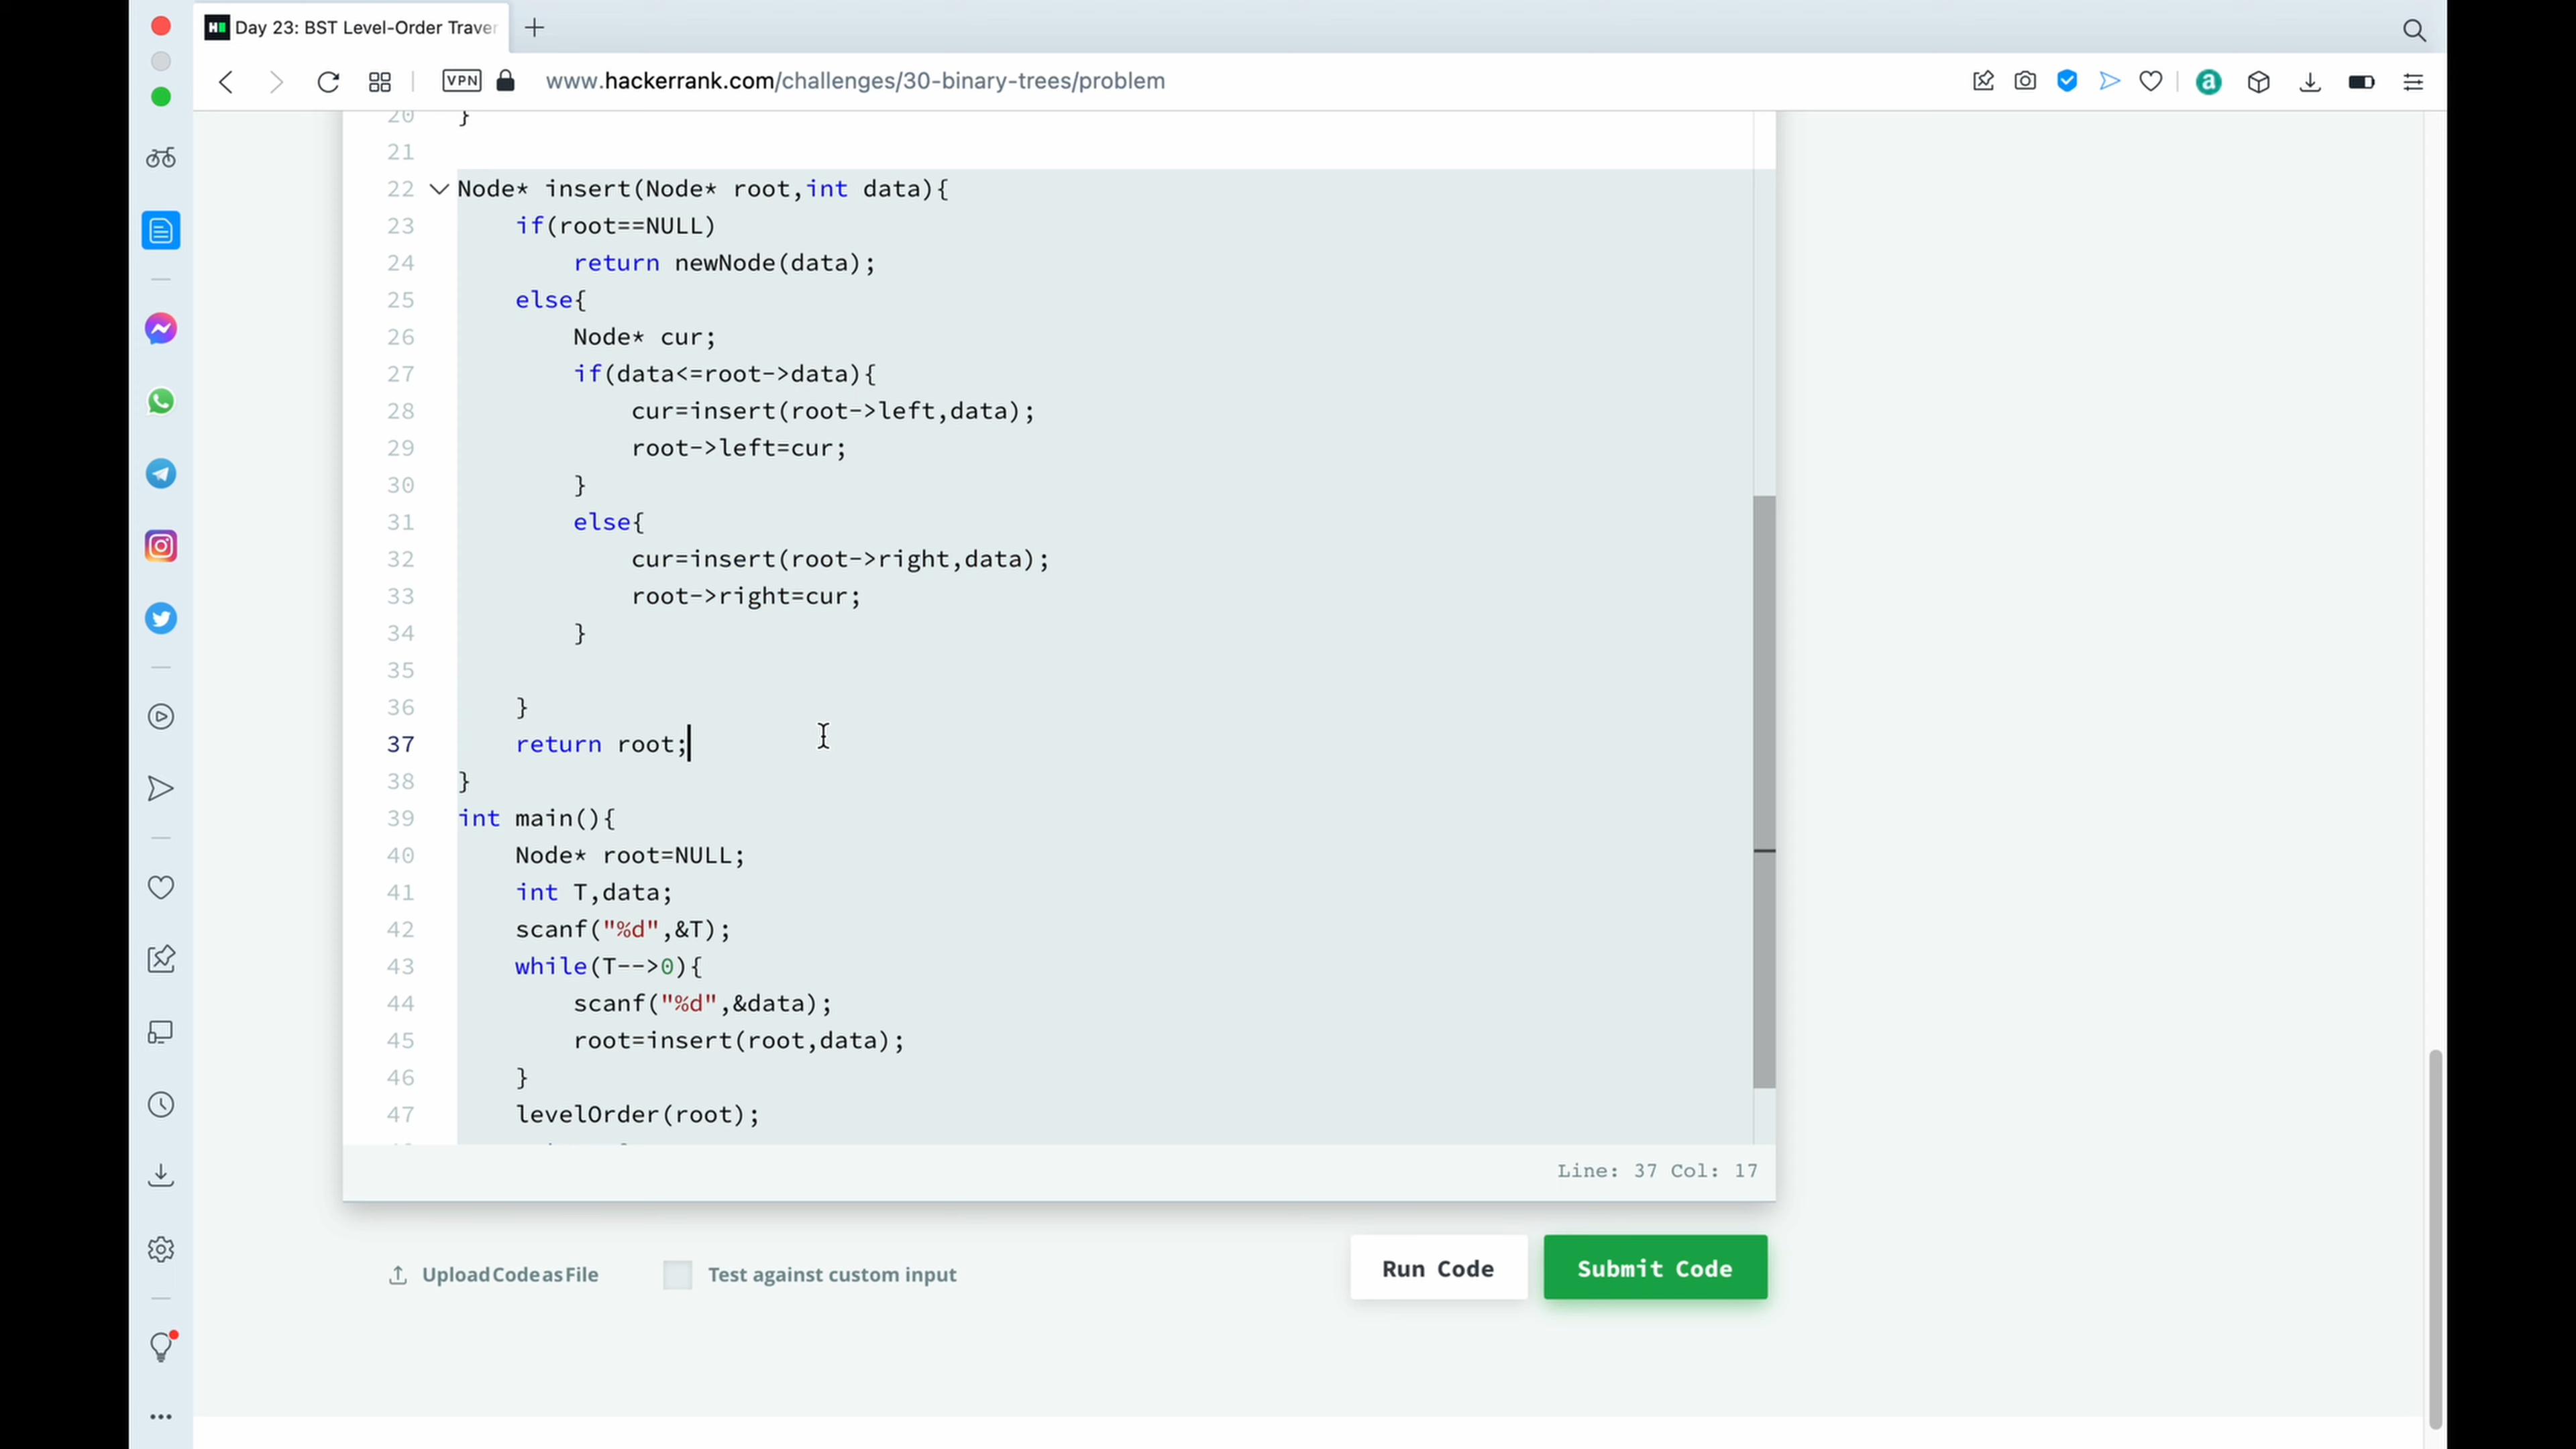 Day 23: BST Level-Order Traver
VPN
www.hackerrank.com/challenges/30-binary-trees/problem
20 }
21
22 Node* insert(Node* root,int data){
23 if(root==NULL)
24 return newNode(data);
25 else{
26 Node* cur;
27 if(data<=root->data){
28 cur=insert(root->left,data);
29 root->left=cur;
30 }
31 else{
32 cur=insert(root->right,data);
33 root->right=cur;
34 }
35
36 }
37 return root;
38 }
39 int main(){
40 Node* root=NULL;
41 int T,data;
42 scanf("%d",&T);
43 while(T-->0){
44 scanf("%d",&data);
45 root=insert(root,data);
46 }
47 levelOrder(root);
Line: 37 Col: 17
Upload Code as File
Test against custom input
Run Code
Submit Code